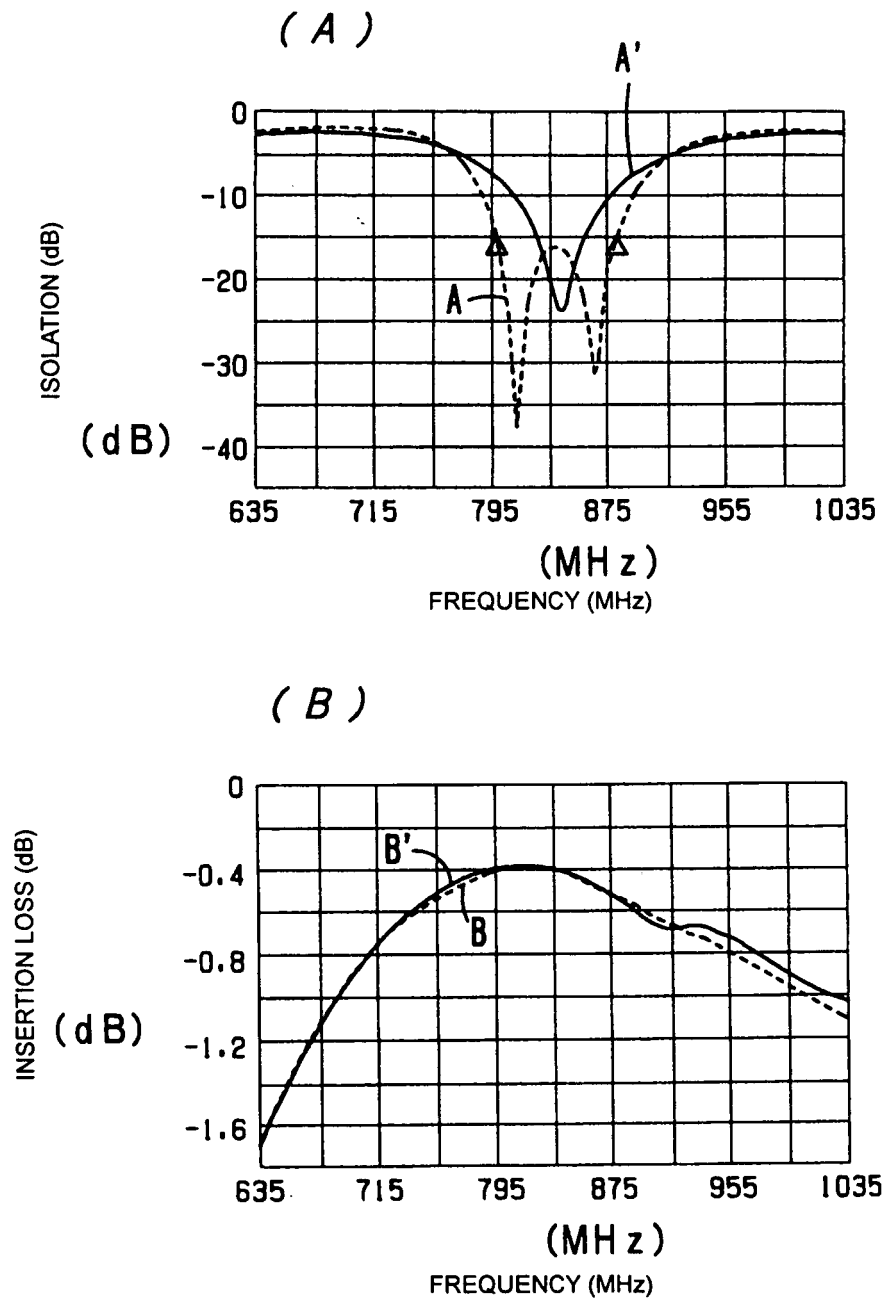 (A)
A'
0
-10
-20
-30
-40
ISOLATION (dB)
(dB)
A
635 715 795 875 955 1035
(MHz)
FREQUENCY (MHz)
(B)
0
-0.4
-0.8
-1.2
-1.6
INSERTION LOSS (dB)
(dB)
B'
B
635 715 795 875 955 1035
(MHz)
FREQUENCY (MHz)